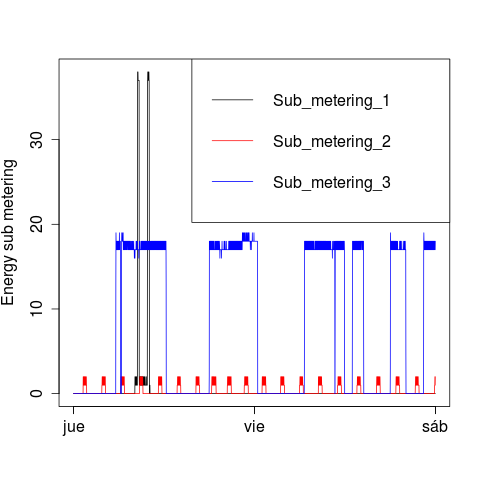 Energy sub metering
30
20
10
0
jue vie sáb
Sub_metering_1
Sub_metering_2
Sub_metering_3